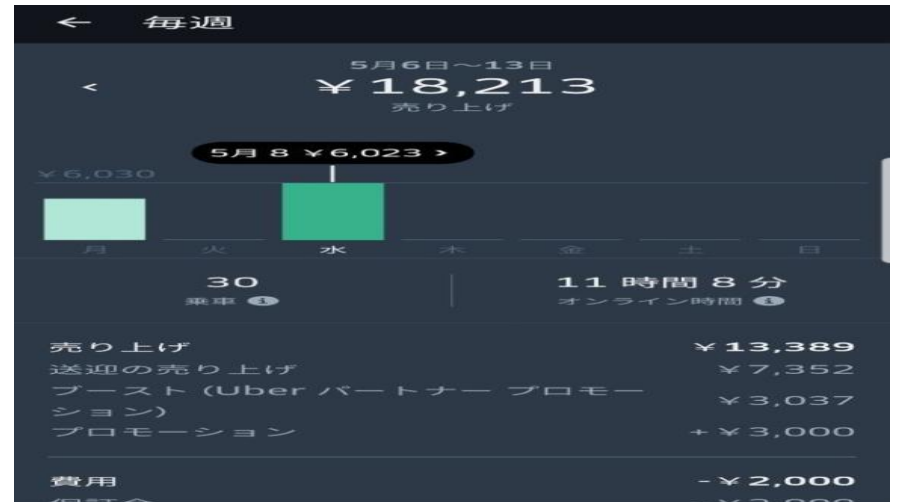 ← 毎週
5月6日～13日
< ￥18,213
売り上げ
5月 8 ￥6,023 ›
￥6,030
月 火 水 木 金 土 日
30 11 時間 8 分
乗車 オンライン時間
売り上げ ￥13,389
送迎の売り上げ ￥7,352
ブースト (Uber パートナー プロモー
ション) ￥3,037
プロモーション +￥3,000
費用 -￥2,000